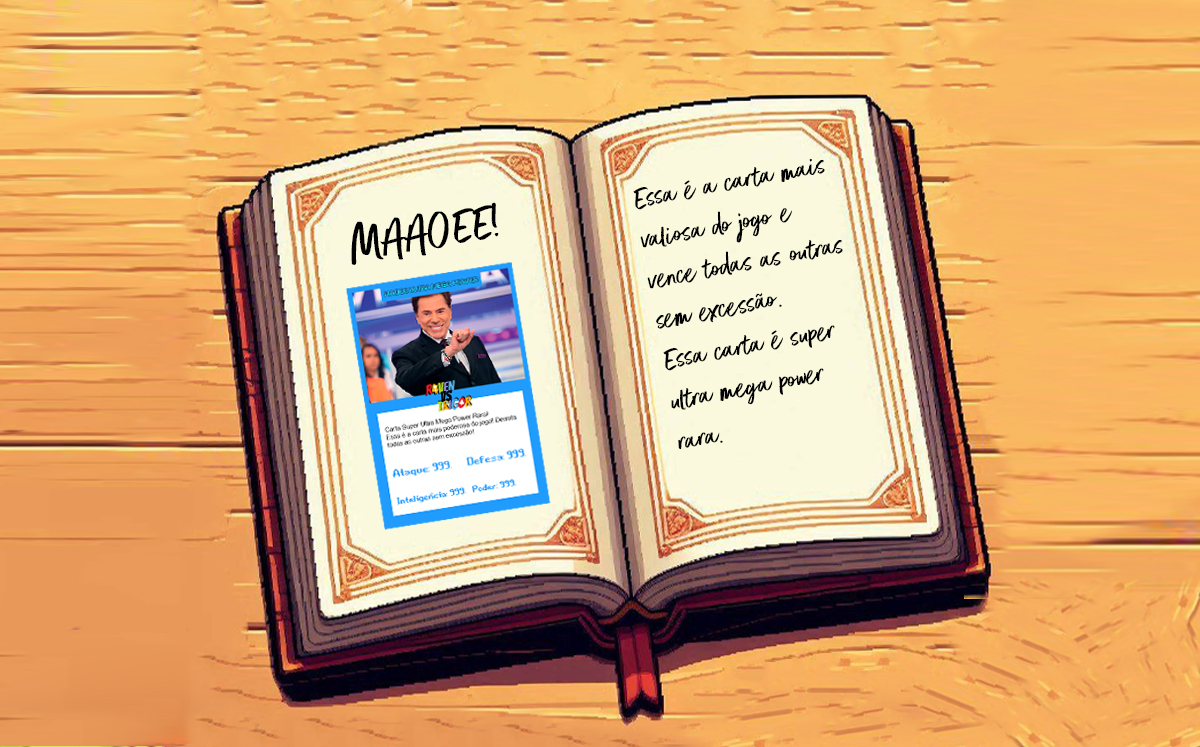 MAAOEE!
RAVEN
VS
Carta Super Ultra Mega Power Rara!
Essa é a carta mais poderosa do jogo! Derrota
todas as outras sem excessão!
Ataque: 999 Defesa: 999
Inteligência: 999 Poder: 999
Essa é a carta mais
valiosa do jogo e
vence todas as outras
sem excessão.
Essa carta é super
ultra mega power
rara.